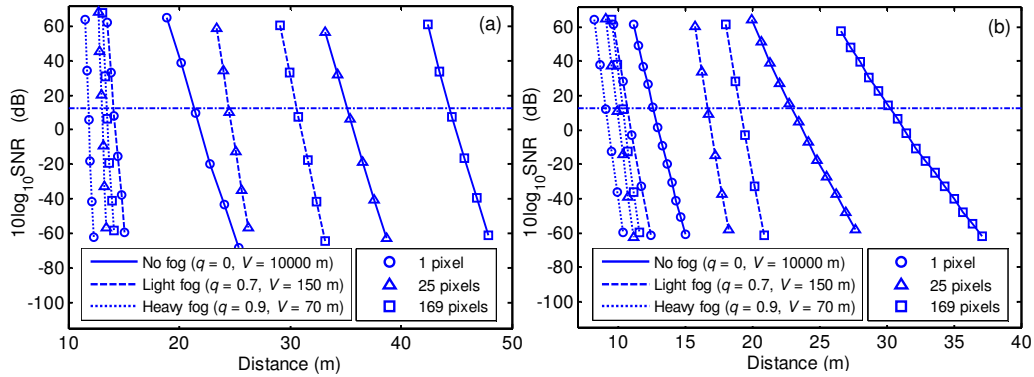 (a)
10log10SNR (dB)
60
40
20
0
-20
-40
-60
-80
-100
No fog (q = 0, V = 10000 m)
Light fog (q = 0.7, V = 150 m)
Heavy fog (q = 0.9, V = 70 m)
1 pixel
25 pixels
169 pixels
10 20 30 40 50
Distance (m)
(b)
10log10SNR (dB)
60
40
20
0
-20
-40
-60
-80
-100
No fog (q = 0, V = 10000 m)
Light fog (q = 0.7, V = 150 m)
Heavy fog (q = 0.9, V = 70 m)
1 pixel
25 pixels
169 pixels
10 15 20 25 30 35 40
Distance (m)